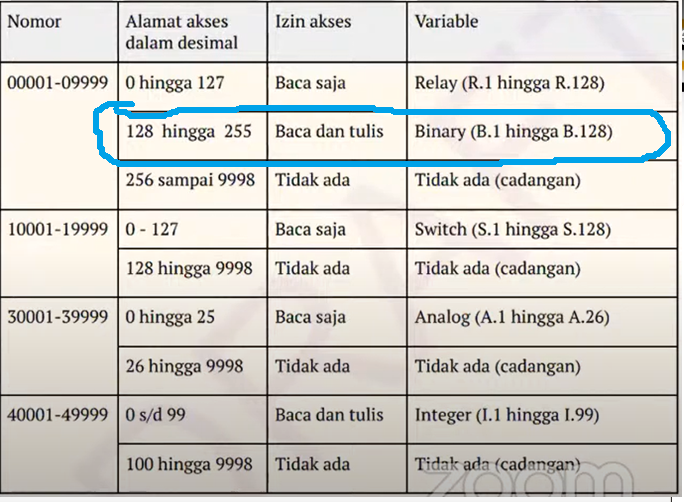 Nomor Alamat akses dalam desimal Izin akses Variable
00001-09999 0 hingga 127 Baca saja Relay (R.1 hingga R.128)
128 hingga 255 Baca dan tulis Binary (B.1 hingga B.128)
256 sampai 9998 Tidak ada Tidak ada (cadangan)
10001-19999 0 - 127 Baca saja Switch (S.1 hingga S.128)
128 hingga 9998 Tidak ada Tidak ada (cadangan)
30001-39999 0 hingga 25 Baca saja Analog (A.1 hingga A.26)
26 hingga 9998 Tidak ada Tidak ada (cadangan)
40001-49999 0 s/d 99 Baca dan tulis Integer (I.1 hingga I.99)
100 hingga 9998 Tidak ada Tidak ada (cadangan)
zoom